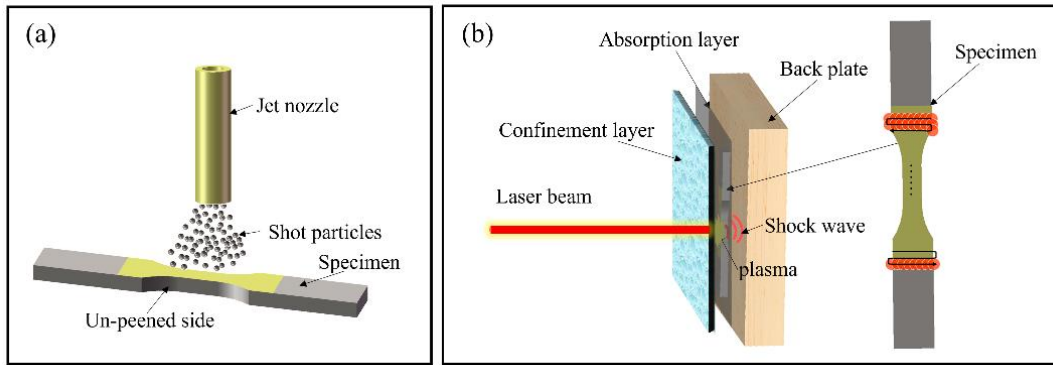 (a)
Jet nozzle
Shot particles
Specimen
Un-peened side
(b)
Absorption layer
Back plate
Specimen
Confinement layer
Laser beam
Shock wave
plasma